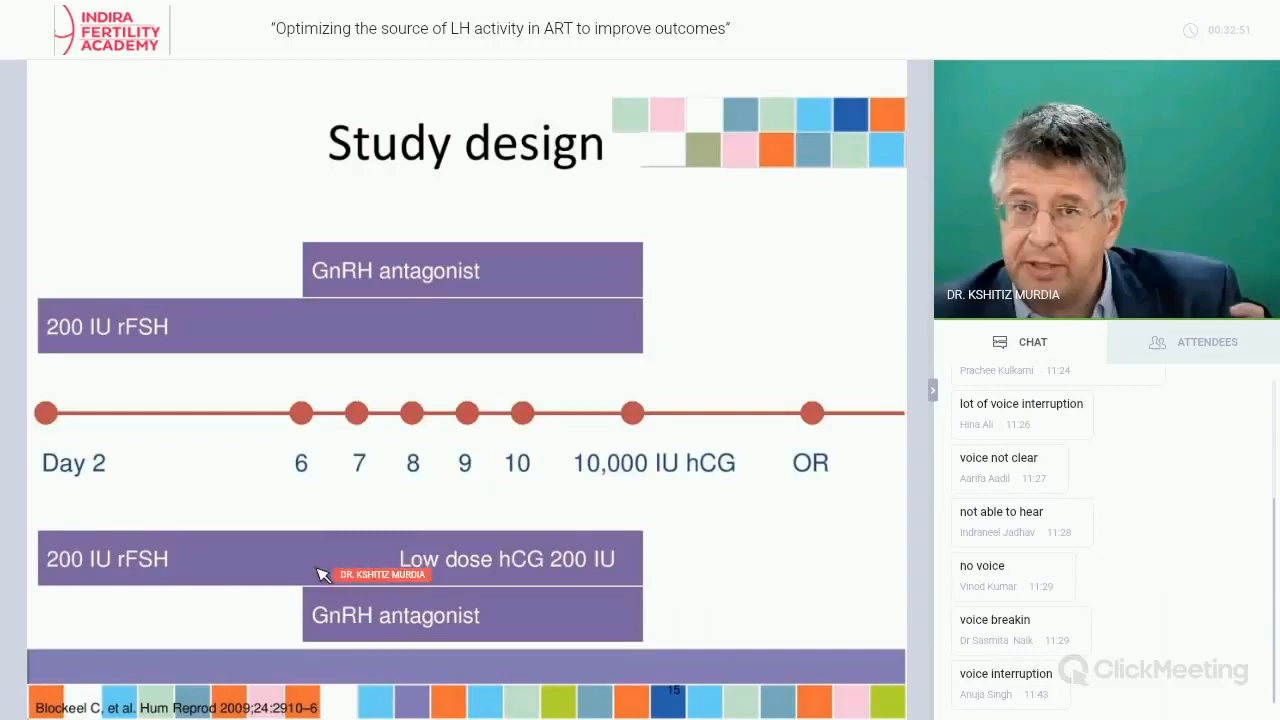 INDIRA
FERTILITY
ACADEMY
“Optimizing the source of LH activity in ART to improve outcomes”
00:32:51
Study design
GnRH antagonist
200 IU rFSH
Day 2
6
7
8
9
10
10,000 IU hCG
OR
200 IU rFSH
Low dose hCG 200 IU
DR. KSHITIZ MURDIA
GnRH antagonist
15
Blockeel C, et al. Hum Reprod 2009;24:2910–6
DR. KSHITIZ MURDIA
CHAT
ATTENDEES
Prachee Kulkarni 11:24
lot of voice interruption
Hina Ali 11:26
voice not clear
Aarifa Aadil 11:27
not able to hear
Indraneel Jadhav 11:28
no voice
Vinod Kumar 11:29
voice breakin
Dr Sasmita Naik 11:29
voice interruption
Anuja Singh 11:43
ClickMeeting